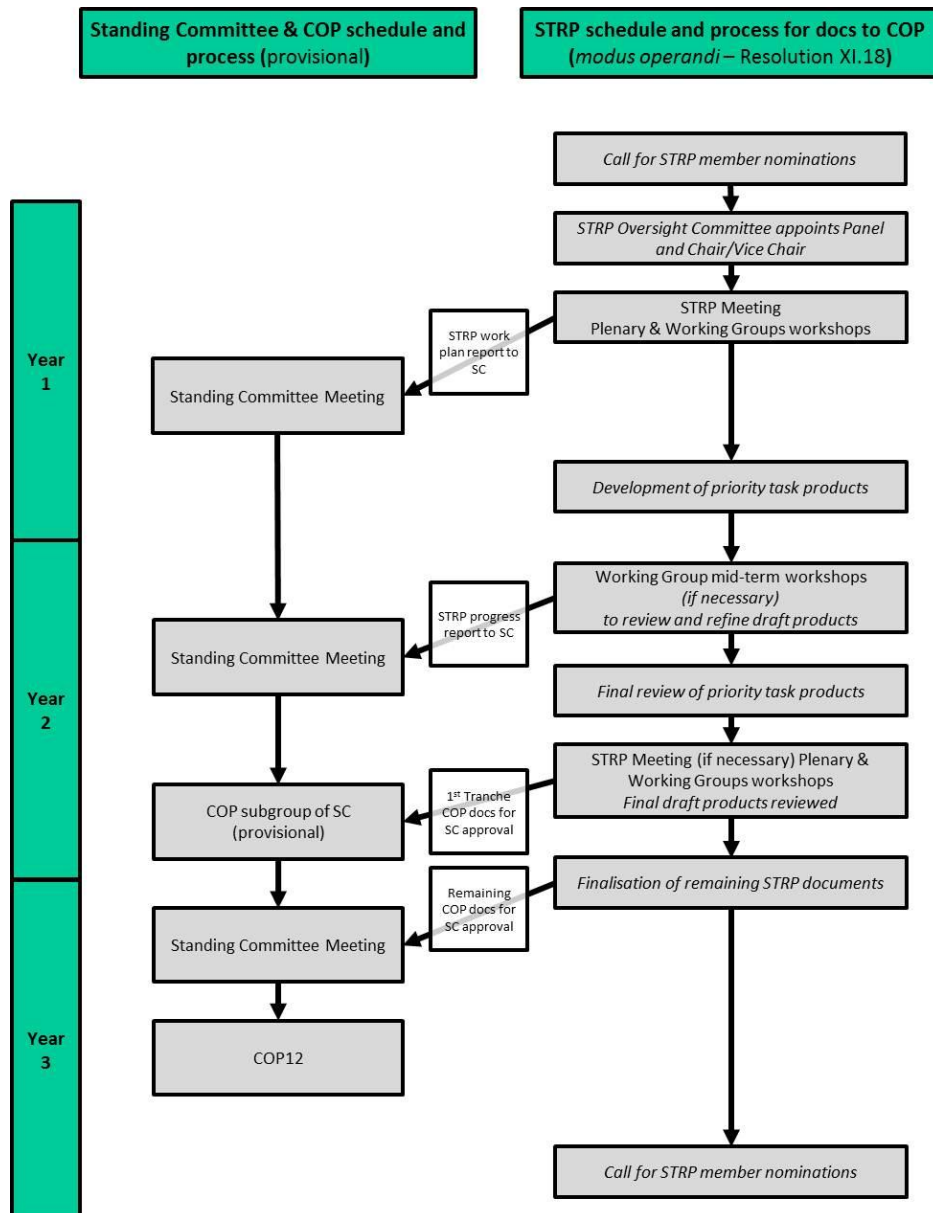 Standing Committee & COP schedule and
process (provisional)
STRP schedule and process for docs to COP
(modus operandi – Resolution XI.18)
Call for STRP member nominations
STRP Oversight Committee appoints Panel
and Chair/Vice Chair
STRP Meeting
Plenary & Working Groups workshops
Year
1
STRP work
plan report to
SC
Standing Committee Meeting
Development of priority task products
Working Group mid-term workshops
(if necessary)
to review and refine draft products
STRP progress
report to SC
Standing Committee Meeting
Year
2
Final review of priority task products
STRP Meeting (if necessary) Plenary &
Working Groups workshops
Final draft products reviewed
1st Tranche
COP docs for
SC approval
COP subgroup of SC
(provisional)
Finalisation of remaining STRP documents
Remaining
COP docs for
SC approval
Standing Committee Meeting
Year
3
COP12
Call for STRP member nominations